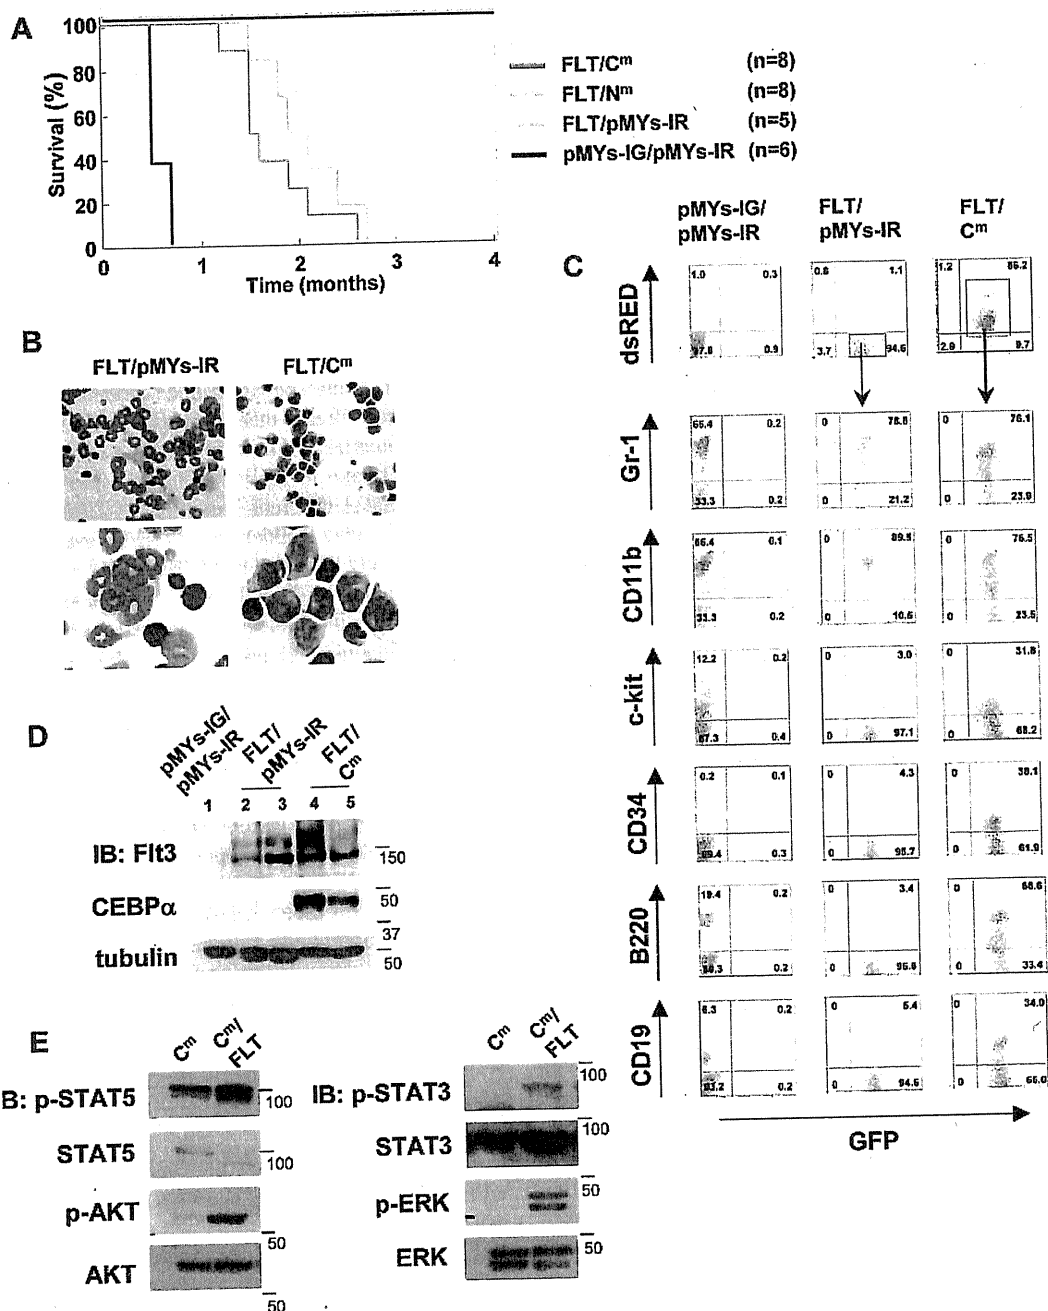 A
100
80
60
40
20
0
Survival (%)
0 1 2 3 4
Time (months)
FLT/Cᵐ (n=8)
FLT/Nᵐ (n=8)
FLT/pMYs-IR (n=5)
pMYs-IG/pMYs-IR (n=6)
B
FLT/pMYs-IR FLT/Cᵐ
C
pMYs-IG/ FLT/ FLT/
pMYs-IR pMYs-IR Cᵐ
dsRED
1.0 0.3 0.8 1.1 1.2 86.2
0.9 3.7 94.6 2.9 9.7
Gr-1
66.4 0.2 0 78.8 0 76.1
33.3 0.2 0 21.2 0 23.9
CD11b
66.4 0.1 0 89.5 0 76.5
33.3 0.2 0 10.5 0 23.5
c-kit
12.2 0.2 0 3.0 0 31.8
87.3 0.4 0 97.1 0 68.2
CD34
0.2 0.1 0 4.3 0 38.1
0.3 0 95.7 0 61.9
B220
19.4 0.2 0 3.4 0 66.6
0.2 0 96.6 0 33.4
CD19
6.3 0.2 0 5.4 0 34.0
93.2 0.2 0 94.6 0 66.0
GFP
D
pMYs-IG/
pMYs-IR
FLT/
pMYs-IR
FLT/
Cᵐ
1 2 3 4 5
IB: Flt3 150
CEBPα 50
37
tubulin 50
E
Cᵐ Cᵐ/
FLT
B: p-STAT5 100
STAT5 100
p-AKT 50
AKT 50
Cᵐ Cᵐ/
FLT
IB: p-STAT3 100
STAT3 100
p-ERK 50
ERK 50